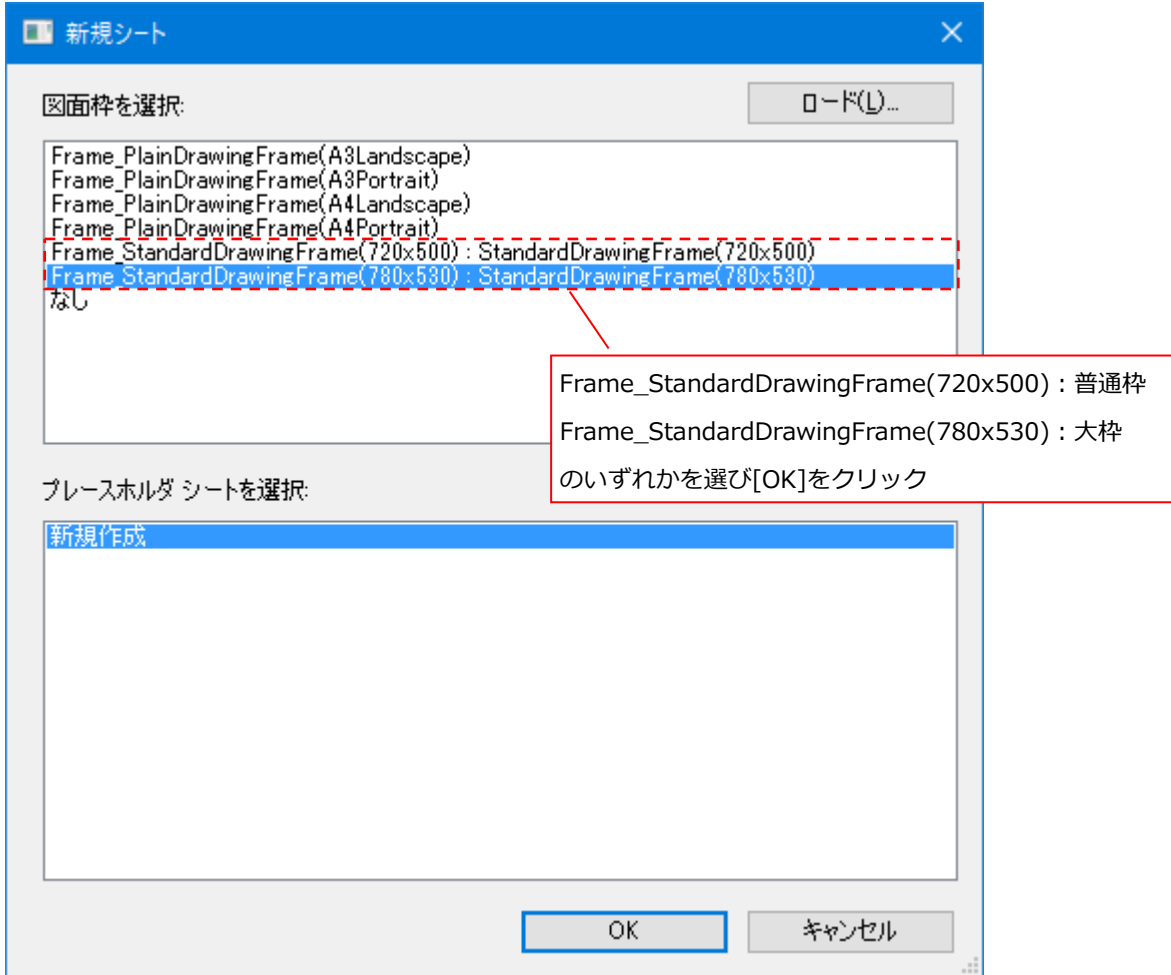 新規シート
図面枠を選択:
ロード(L)...
Frame_PlainDrawingFrame(A3Landscape)
Frame_PlainDrawingFrame(A3Portrait)
Frame_PlainDrawingFrame(A4Landscape)
Frame_PlainDrawingFrame(A4Portrait)
Frame_StandardDrawingFrame(720x500) : StandardDrawingFrame(720x500)
Frame_StandardDrawingFrame(780x530) : StandardDrawingFrame(780x530)
なし
Frame_StandardDrawingFrame(720x500)：普通枠
Frame_StandardDrawingFrame(780x530)：大枠
のいずれかを選び[OK]をクリック
プレースホルダ シートを選択:
新規作成
OK
キャンセル